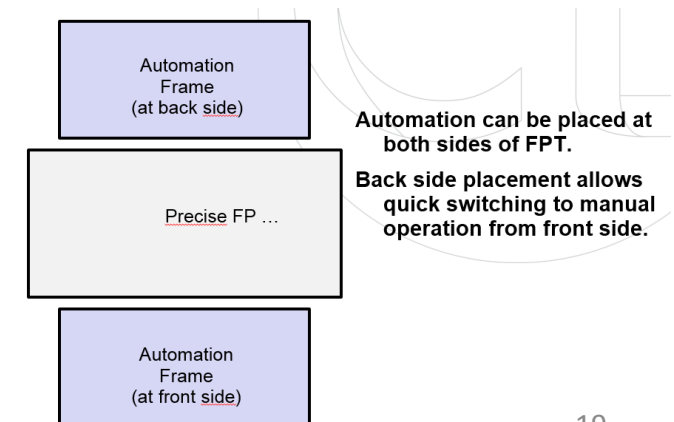 Automation
Frame
(at back side)
Automation can be placed at
both sides of FPT.
Back side placement allows
quick switching to manual
operation from front side.
Precise FP …
Automation
Frame
(at front side)